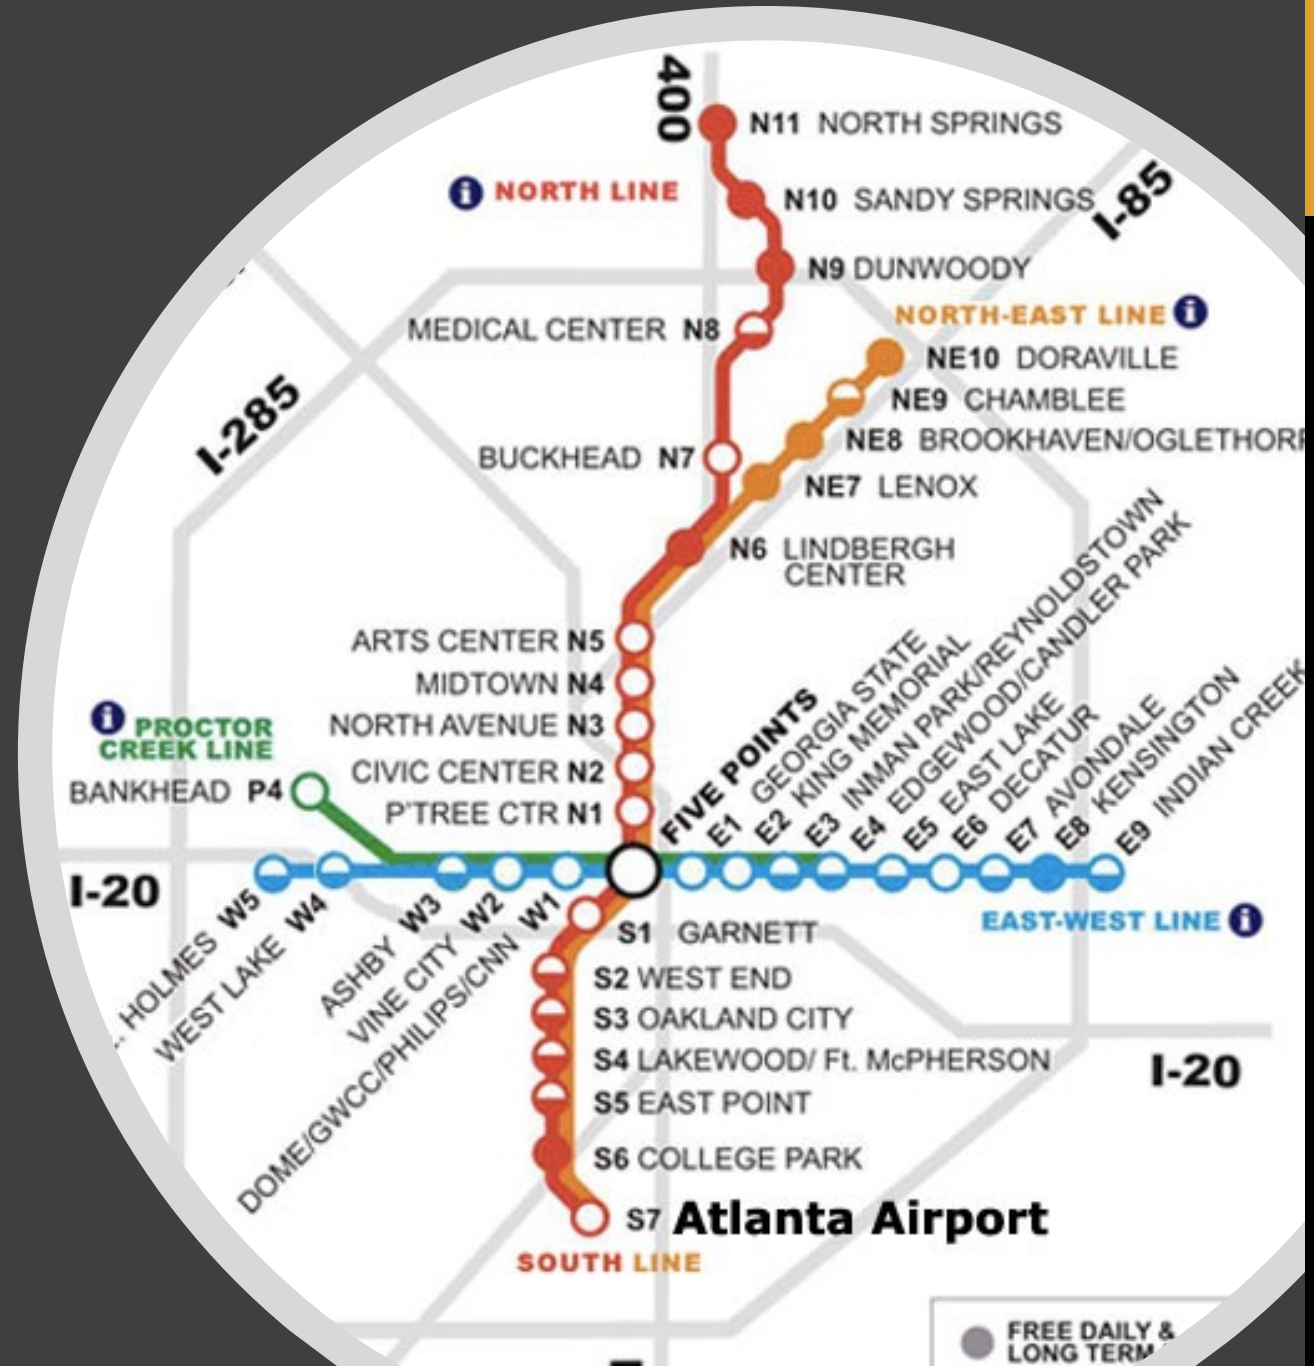 400
N11 NORTH SPRINGS
NORTH LINE
N10 SANDY SPRINGS
I-85
N9 DUNWOODY
NORTH-EAST LINE
MEDICAL CENTER N8
NE10 DORAVILLE
NE9 CHAMBLEE
I-285
NE8 BROOKHAVEN/OGLETHORP
BUCKHEAD N7
NE7 LENOX
N6 LINDBERGH
CENTER
ARTS CENTER N5
MIDTOWN N4
NORTH AVENUE N3
CIVIC CENTER N2
P'TREE CTR N1
PROCTOR
CREEK LINE
BANKHEAD P4
FIVE POINTS
E1 GEORGIA STATE
E2 KING MEMORIAL
E3 INMAN PARK/REYNOLDSTOWN
E4 EDGEWOOD/CANDLER PARK
E5 EAST LAKE
E6 DECATUR
E7 AVONDALE
E8 KENSINGTON
E9 INDIAN CREEK
I-20
HOLMES W5
WEST LAKE W4
ASHBY W3
VINE CITY W2
DOME/GWCC/PHILIPS/CNN W1
EAST-WEST LINE
S1 GARNETT
S2 WEST END
S3 OAKLAND CITY
S4 LAKEWOOD/ Ft. McPHERSON
I-20
S5 EAST POINT
S6 COLLEGE PARK
S7 Atlanta Airport
SOUTH LINE
FREE DAILY &
LONG TERM